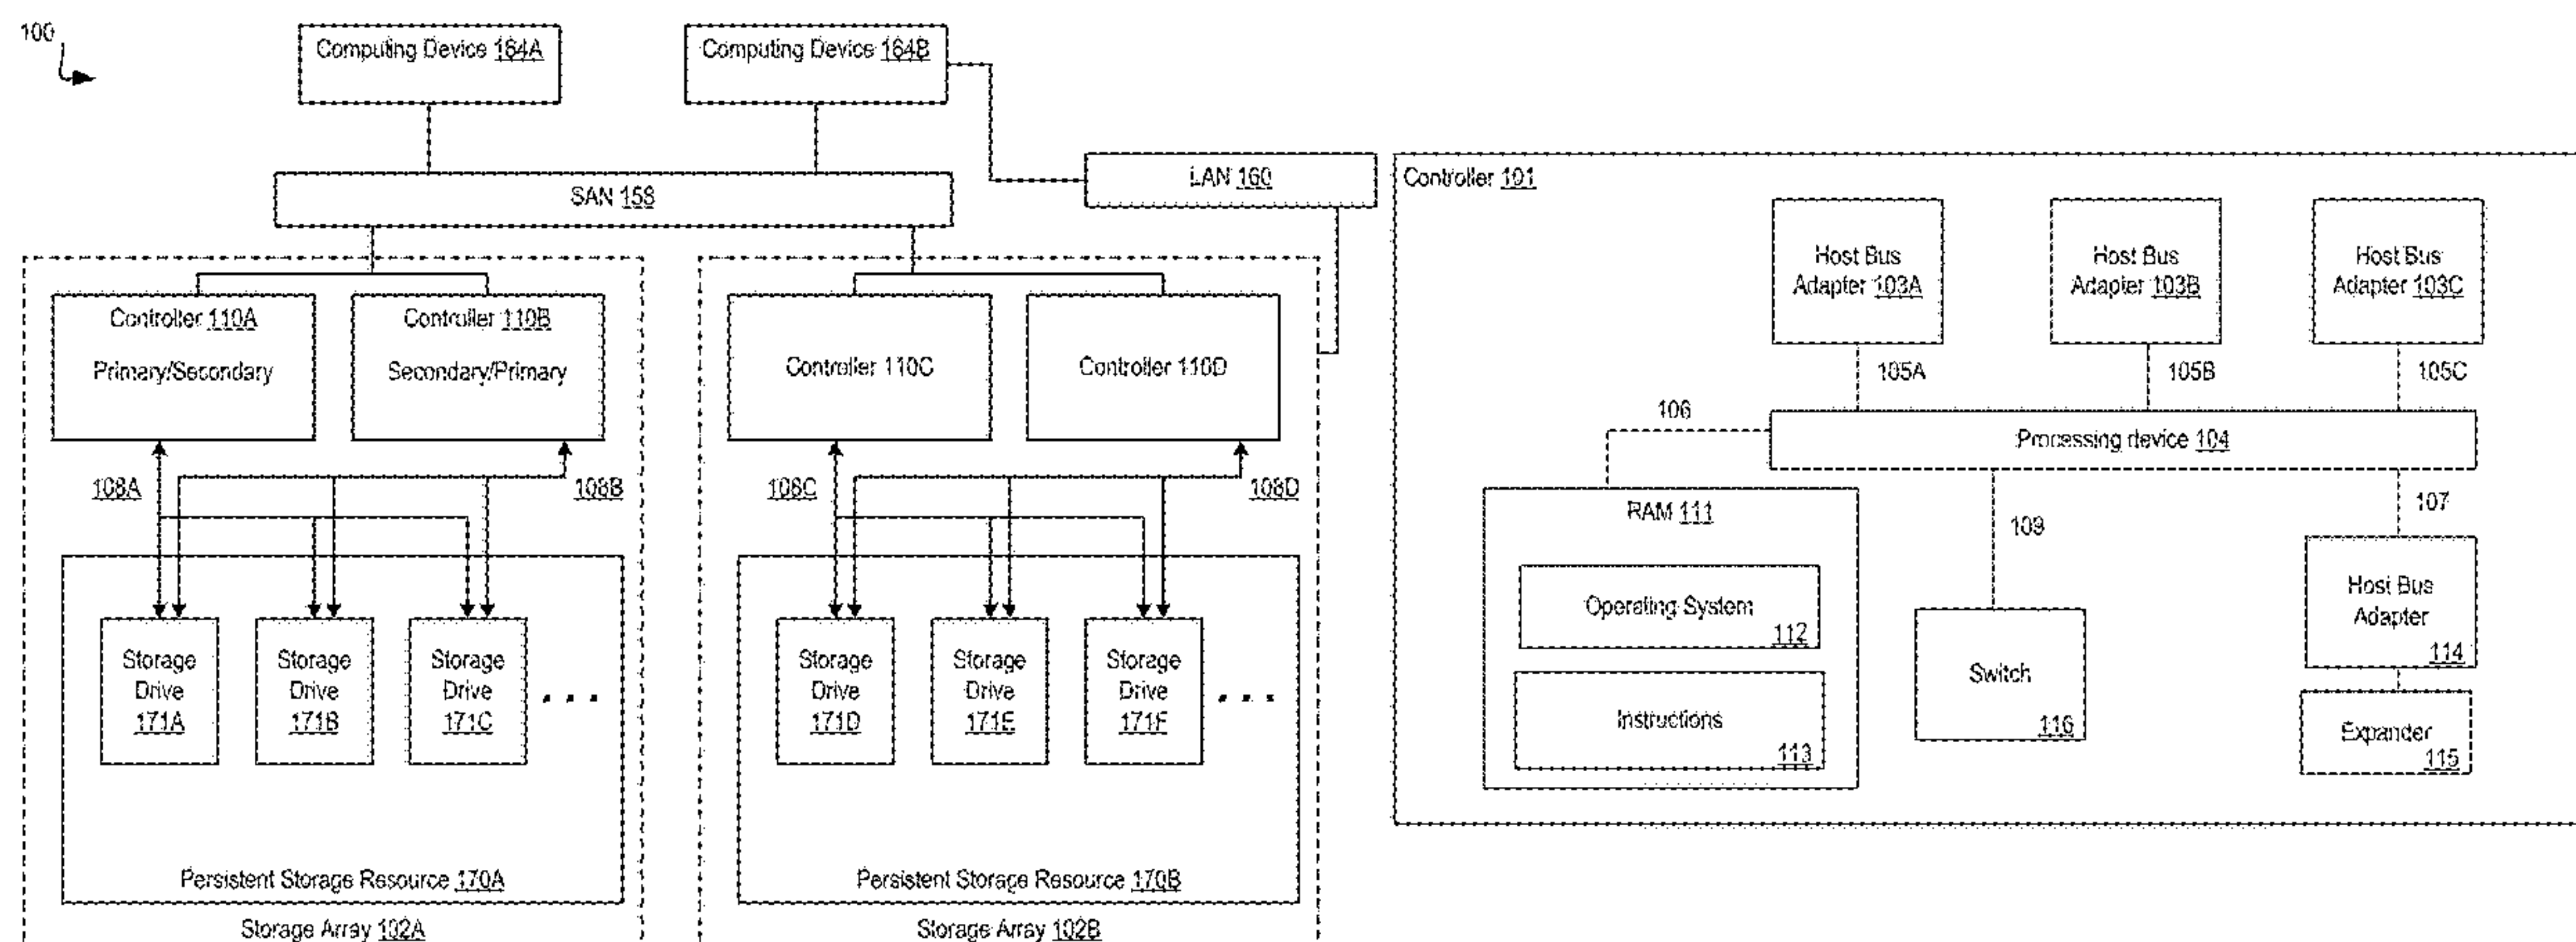 100
Computing Device 164A
Computing Device 164B
SAN 158
LAN 160
Controller 110A
Primary/Secondary
Controller 110B
Secondary/Primary
Controller 110C
Controller 110D
108A
108B
108C
108D
Storage
Drive
171A
Storage
Drive
171B
Storage
Drive
171C
...
Storage
Drive
171D
Storage
Drive
171E
Storage
Drive
171F
...
Persistent Storage Resource 170A
Persistent Storage Resource 170B
Storage Array 102A
Storage Array 102B
Controller 101
Host Bus
Adapter 103A
Host Bus
Adapter 103B
Host Bus
Adapter 103C
105A
105B
105C
106
Processing device 104
RAM 111
109
107
Operating System
112
Instructions
113
Switch
116
Host Bus
Adapter
114
Expander
115